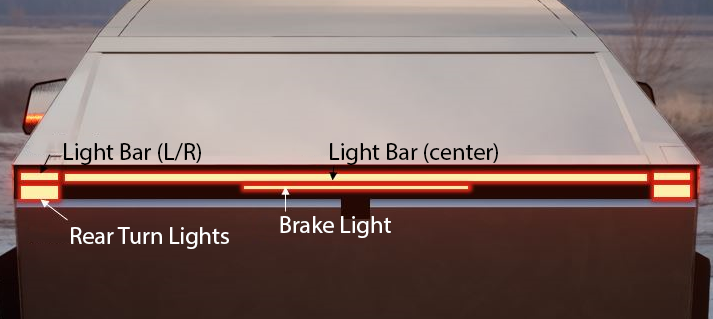 Light Bar (L/R)
Light Bar (center)
Brake Light
Rear Turn Lights